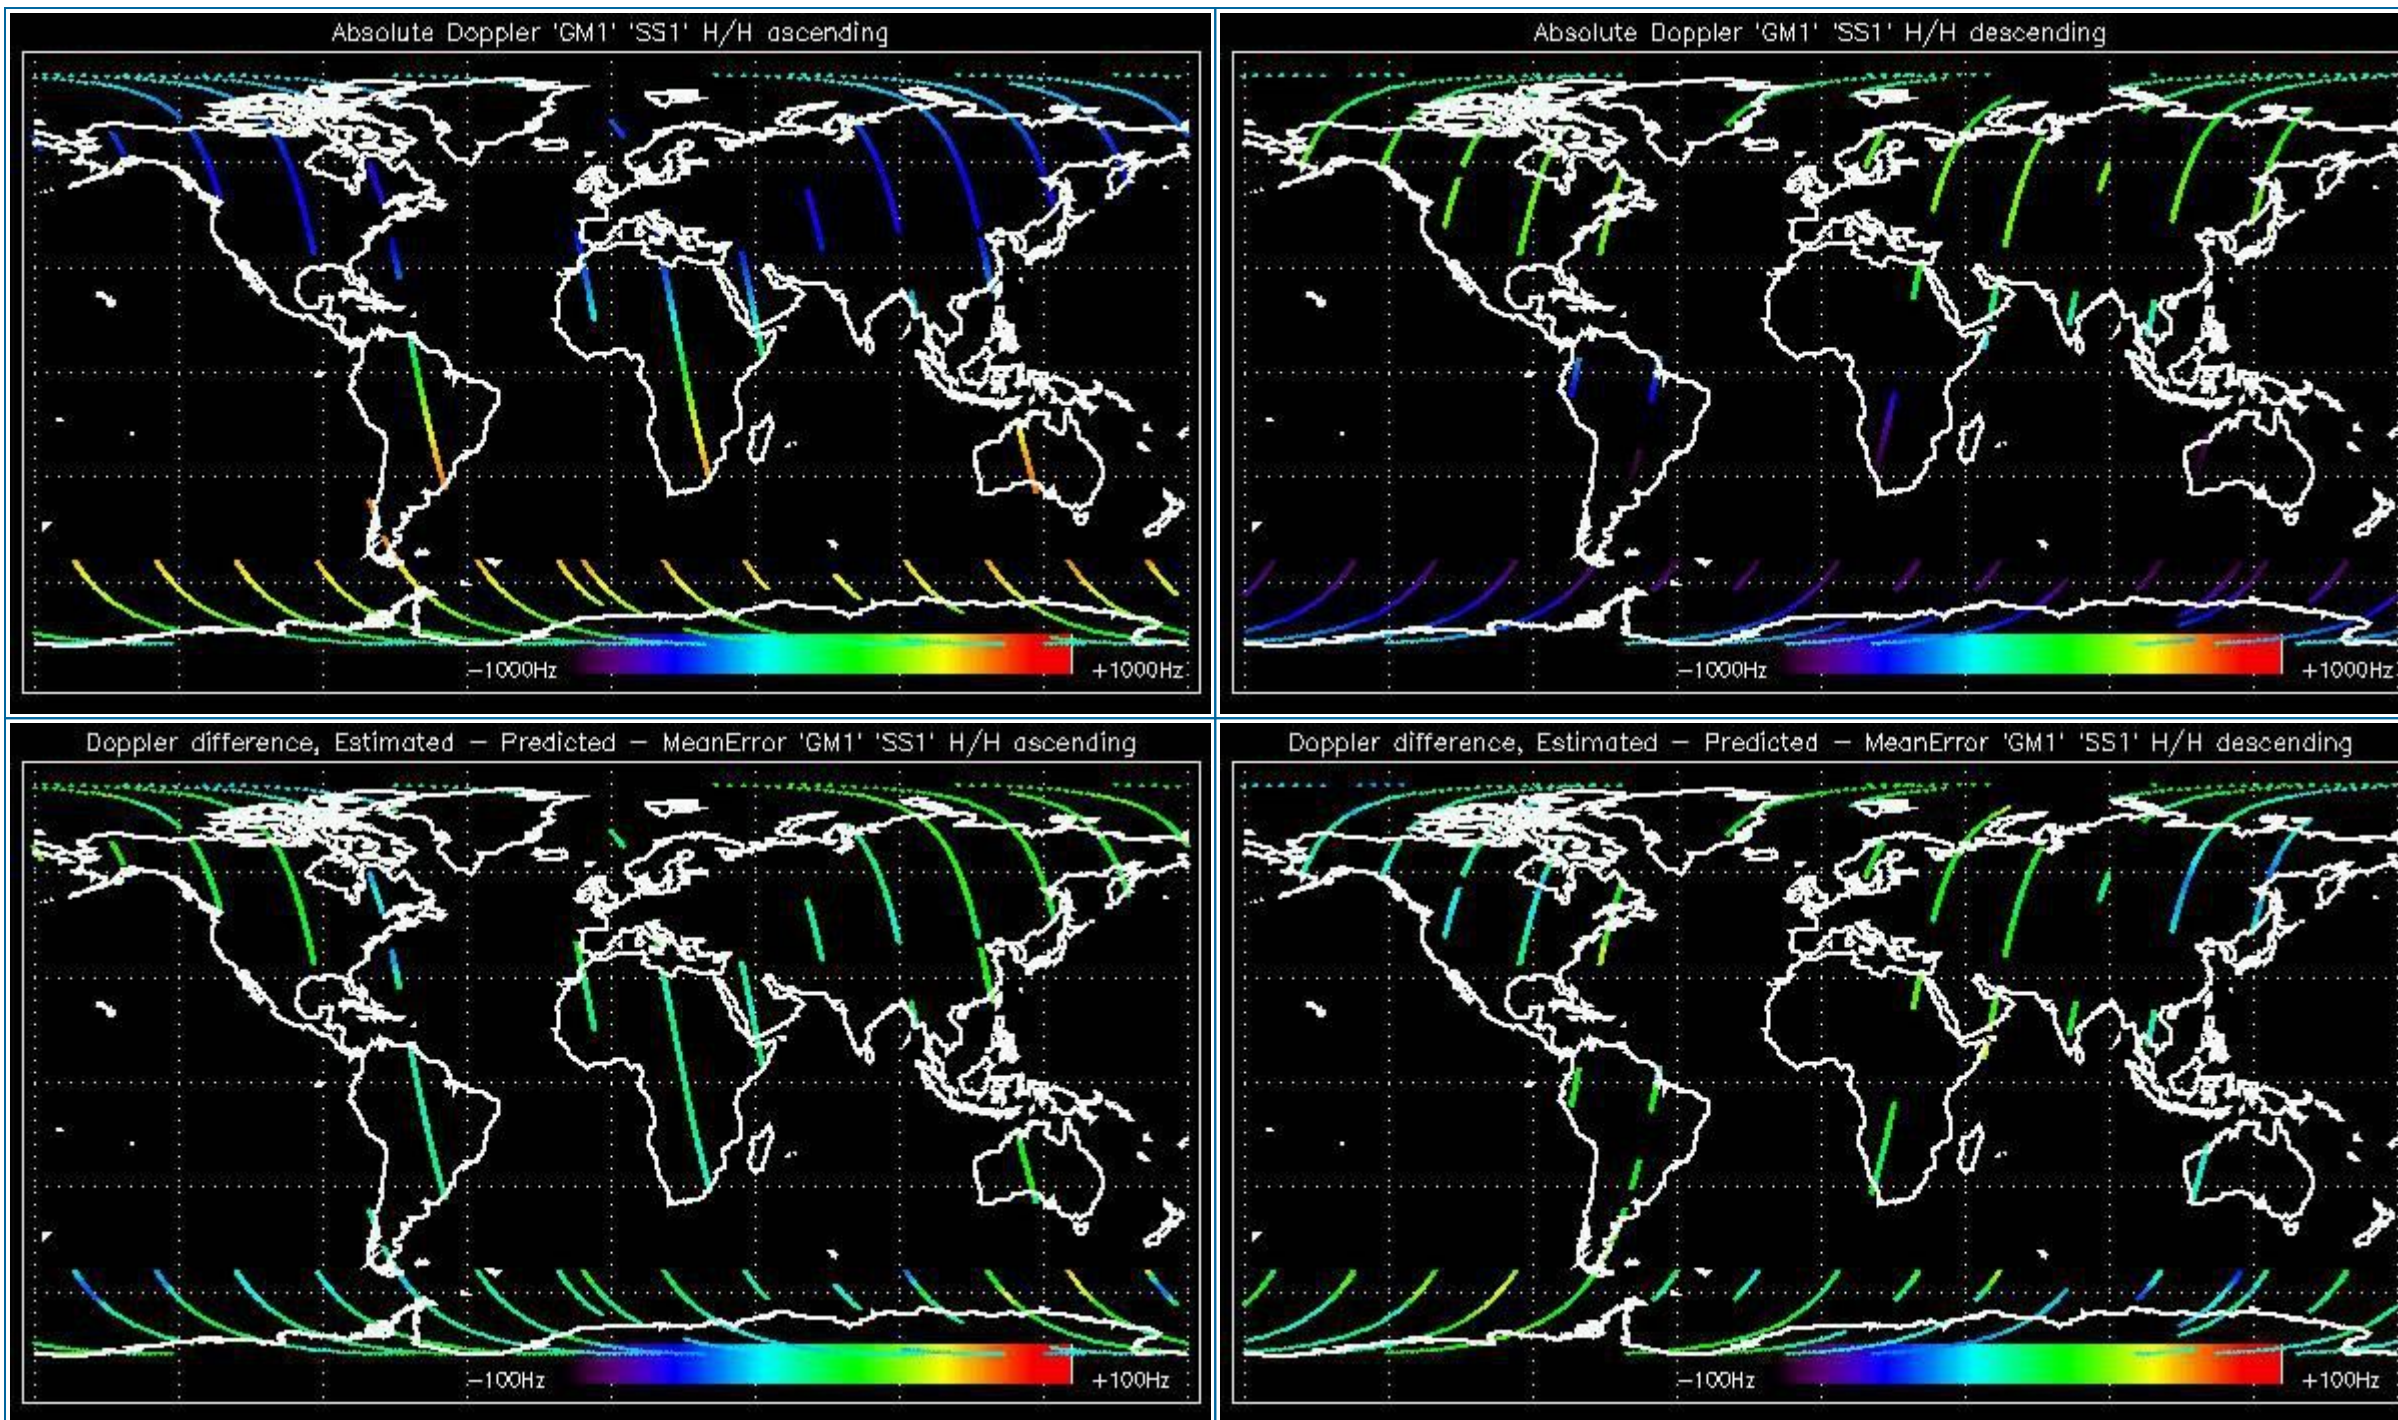 Absolute Doppler 'GM1' 'SS1' H/H ascending
−1000Hz
+1000Hz
Absolute Doppler 'GM1' 'SS1' H/H descending
−1000Hz
+1000Hz
Doppler difference, Estimated − Predicted − MeanError 'GM1' 'SS1' H/H ascending
−100Hz
+100Hz
Doppler difference, Estimated − Predicted − MeanError 'GM1' 'SS1' H/H descending
−100Hz
+100Hz